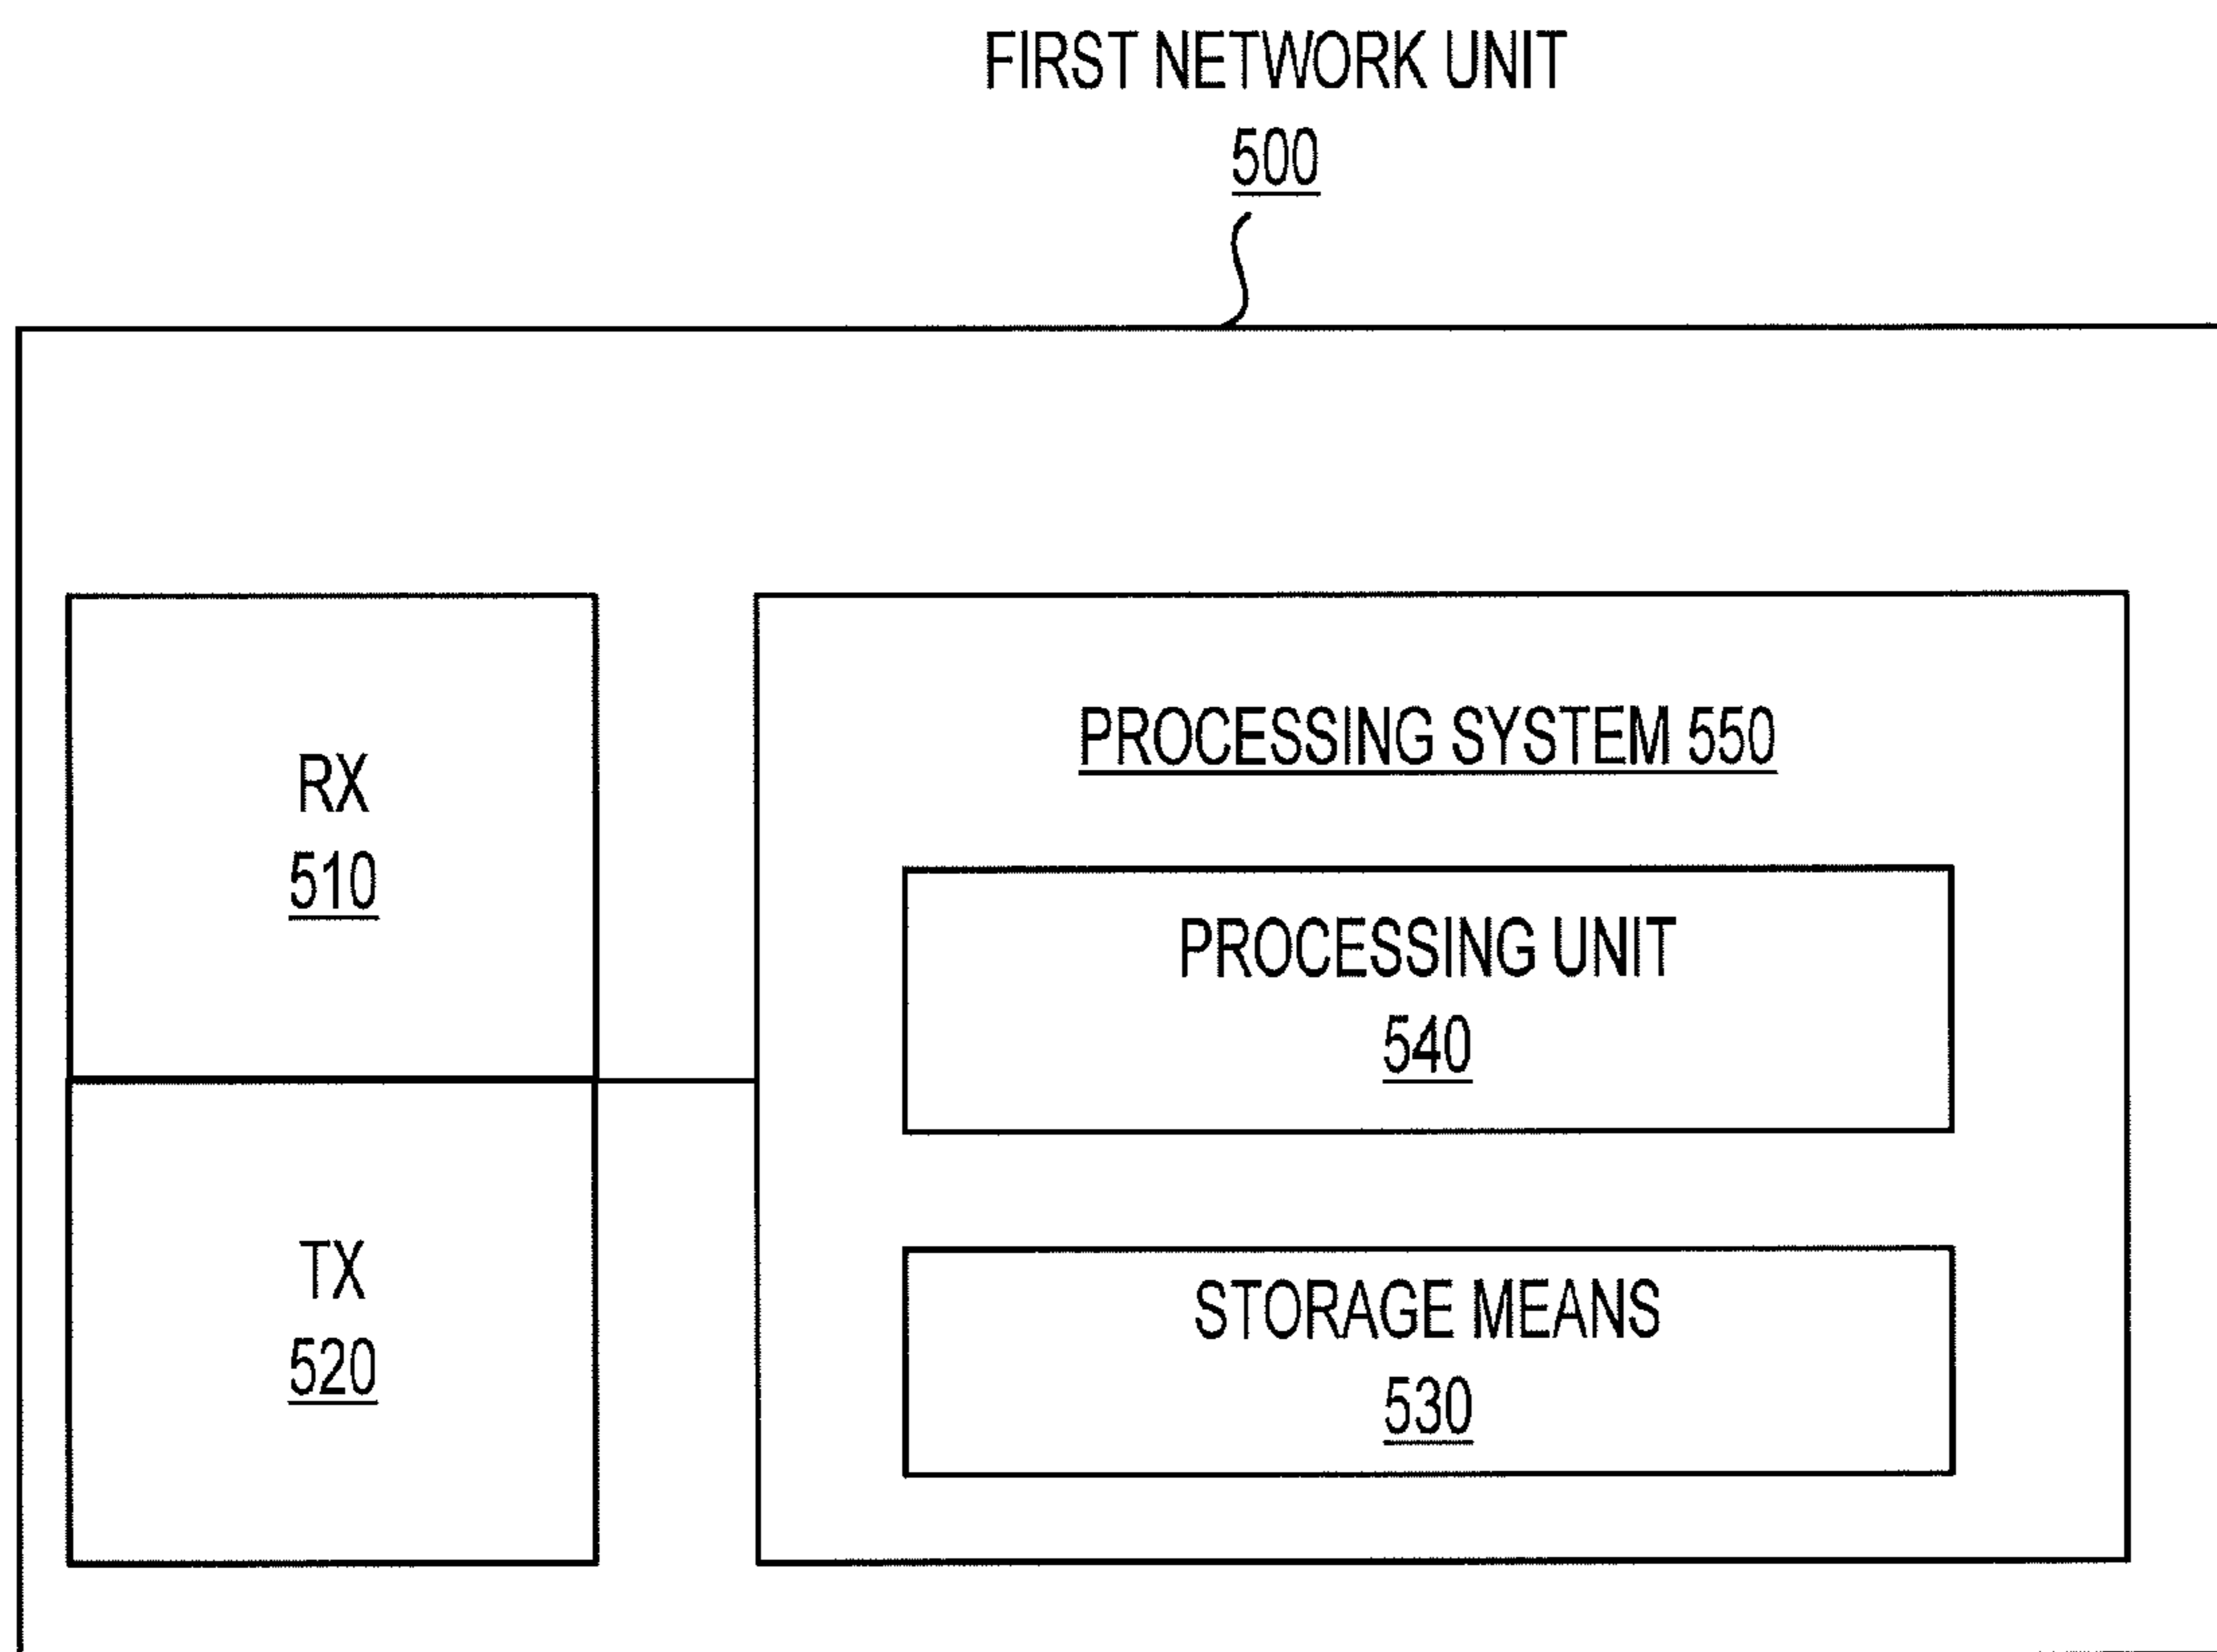 FIRST NETWORK UNIT
500
RX
510
TX
520
PROCESSING SYSTEM 550
PROCESSING UNIT
540
STORAGE MEANS
530